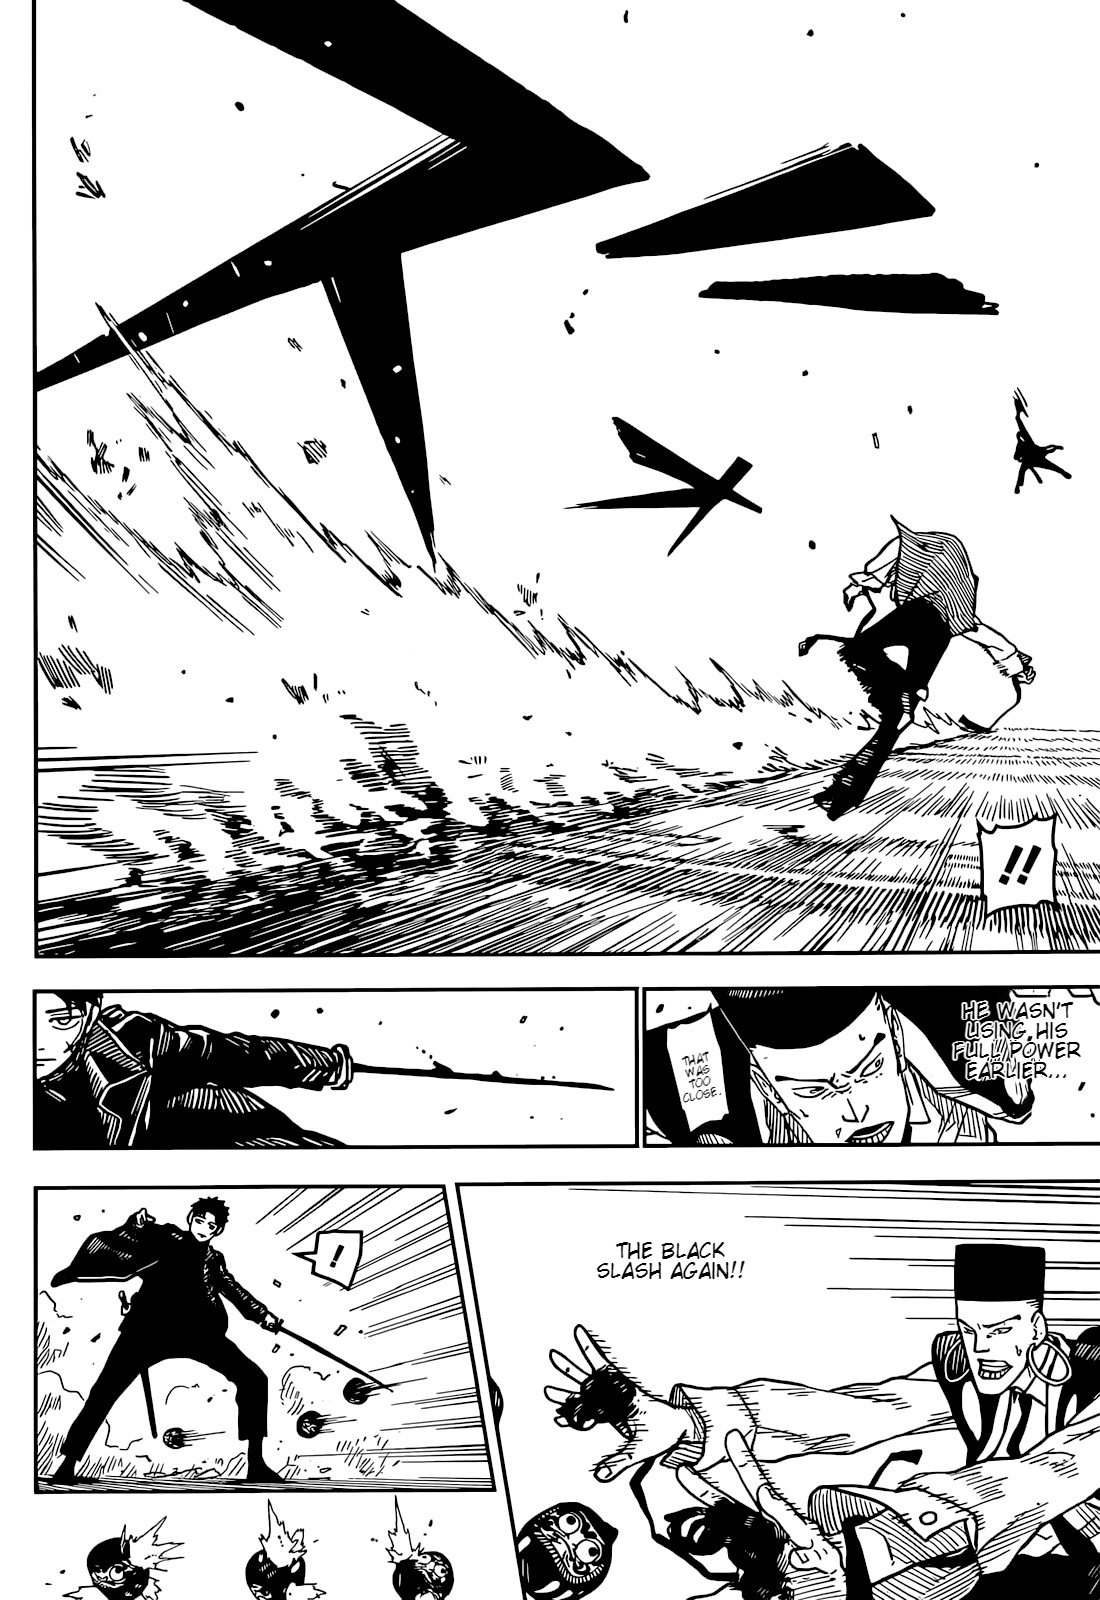 !!
HE WASN'T
USING HIS
FULL POWER
EARLIER...
THAT
WAS
TOO
CLOSE.
!
THE BLACK
SLASH AGAIN!!